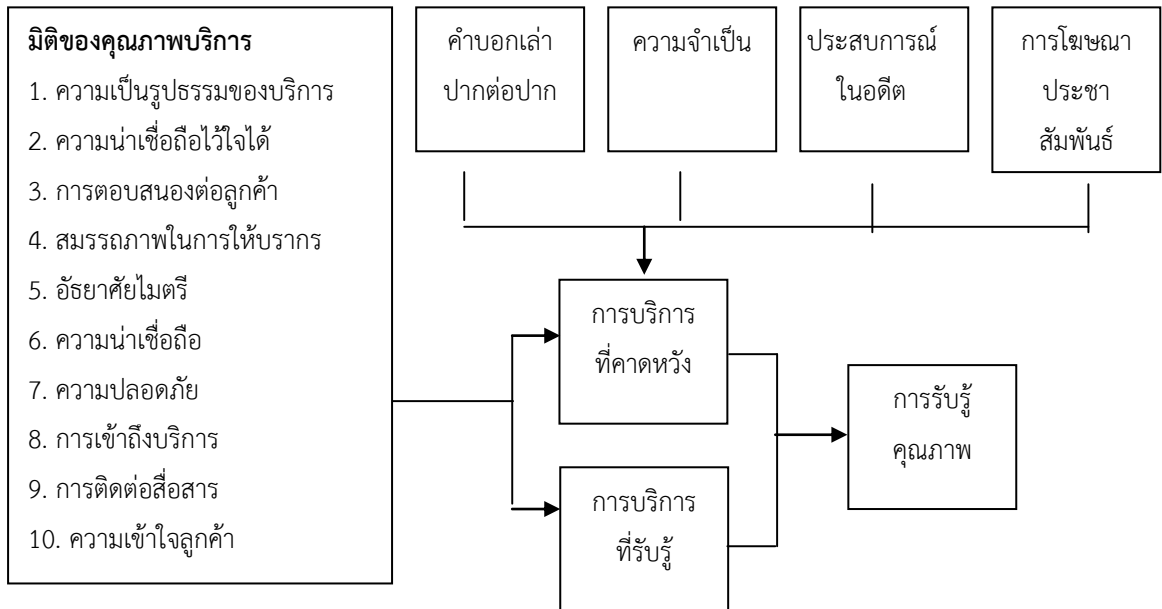 มิติของคุณภาพบริการ
1. ความเป็นรูปธรรมของบริการ
2. ความน่าเชื่อถือไว้ใจได้
3. การตอบสนองต่อลูกค้า
4. สมรรถภาพในการให้บรากร
5. อัธยาศัยไมตรี
6. ความน่าเชื่อถือ
7. ความปลอดภัย
8. การเข้าถึงบริการ
9. การติดต่อสื่อสาร
10. ความเข้าใจลูกค้า
คำบอกเล่า
ปากต่อปาก
ความจำเป็น
ประสบการณ์
ในอดีต
การโฆษณา
ประชา
สัมพันธ์
การบริการ
ที่คาดหวัง
การบริการ
ที่รับรู้
การรับรู้
คุณภาพ